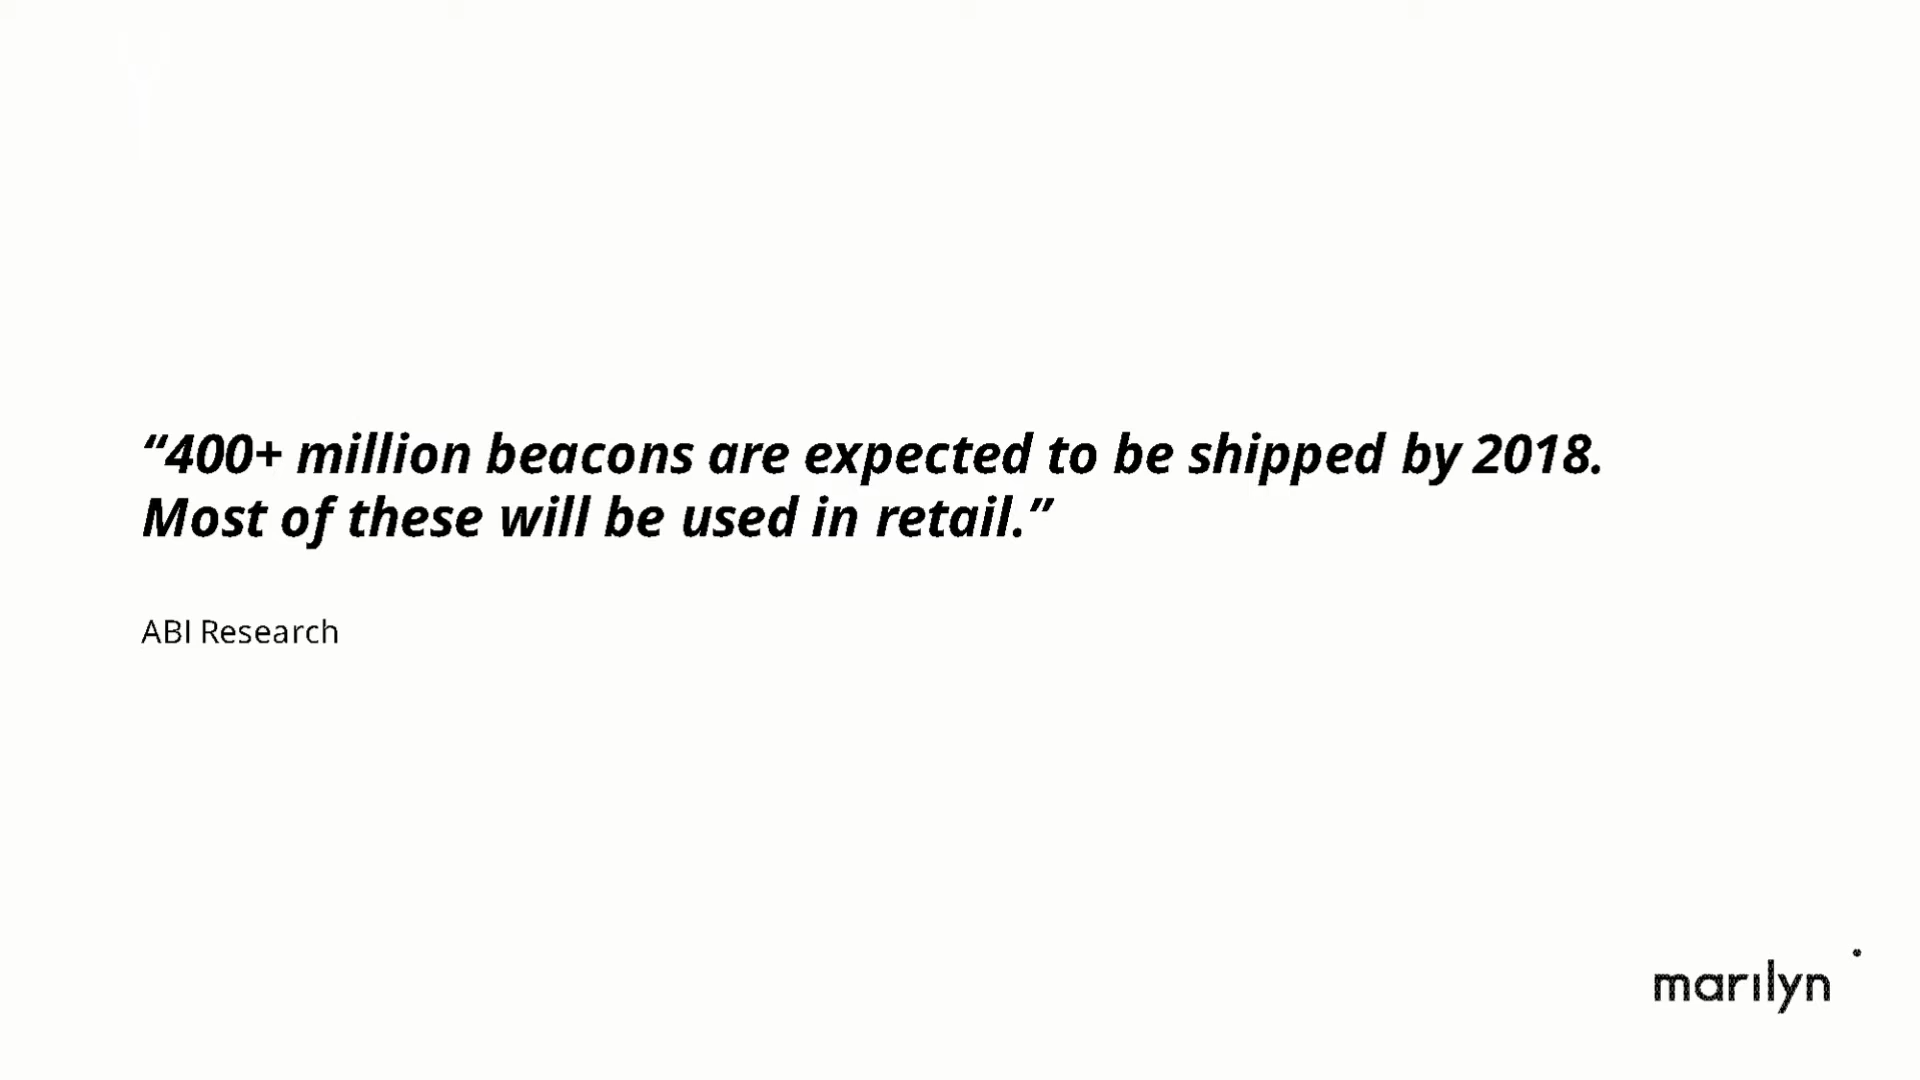 “400+ million beacons are expected to be shipped by 2018.
Most of these will be used in retail.”
ABI Research
marilyn